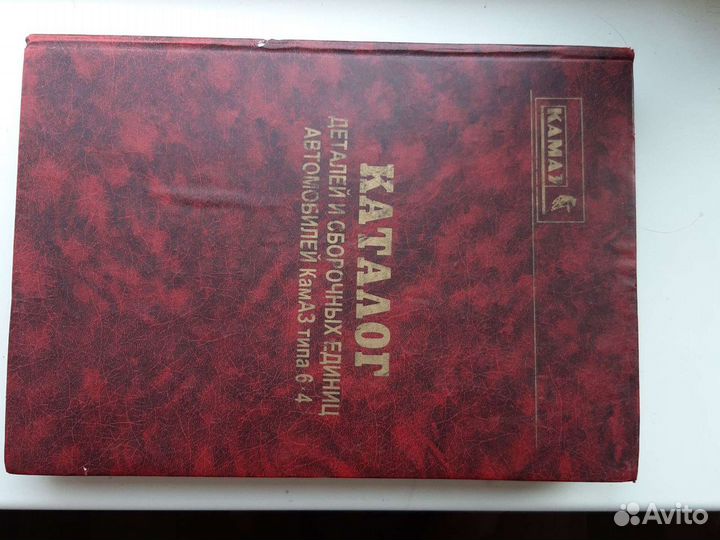 КАМАЗ
КАТАЛОГ
ДЕТАЛЕЙ И СБОРОЧНЫХ ЕДИНИЦ
АВТОМОБИЛЕЙ КамАЗ типа 6×4
Avito